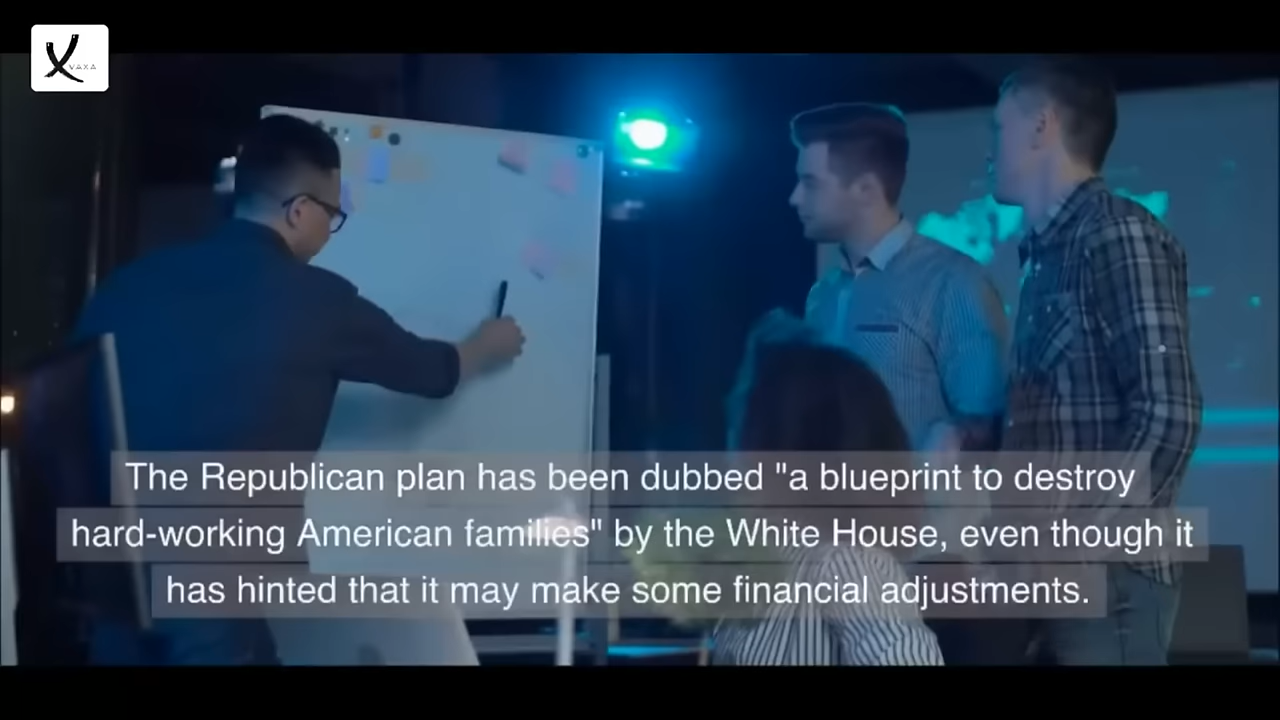 VAXA
The Republican plan has been dubbed "a blueprint to destroy
hard-working American families" by the White House, even though it
has hinted that it may make some financial adjustments.